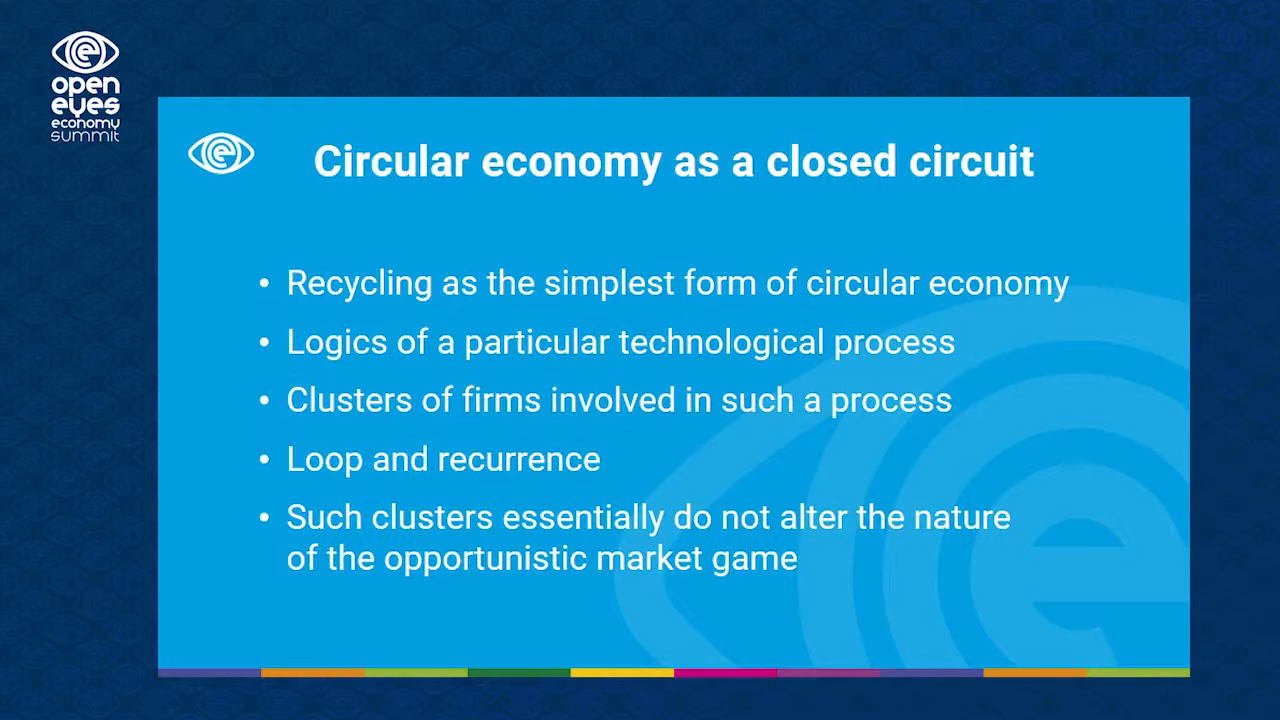 open
eyes
economy
summit
Circular economy as a closed circuit
• Recycling as the simplest form of circular economy
• Logics of a particular technological process
• Clusters of firms involved in such a process
• Loop and recurrence
• Such clusters essentially do not alter the nature
of the opportunistic market game